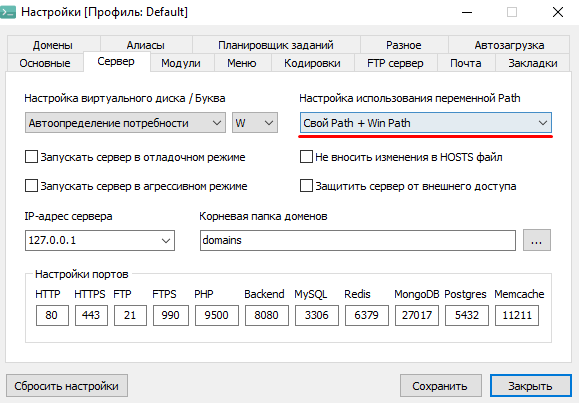 Настройки [Профиль: Default]
Домены Алиасы Планировщик заданий Разное Автозагрузка
Основные Сервер Модули Меню Кодировки FTP сервер Почта Закладки
Настройка виртуального диска / Буква Настройка использования переменной Path
Автоопределение потребности W Свой Path + Win Path
Запускать сервер в отладочном режиме Не вносить изменения в HOSTS файл
Запускать сервер в агрессивном режиме Защитить сервер от внешнего доступа
IP-адрес сервера Корневая папка доменов
127.0.0.1 domains ...
Настройки портов
HTTP HTTPS FTP FTPS PHP Backend MySQL Redis MongoDB Postgres Memcache
80 443 21 990 9500 8080 3306 6379 27017 5432 11211
Сбросить настройки Сохранить Закрыть